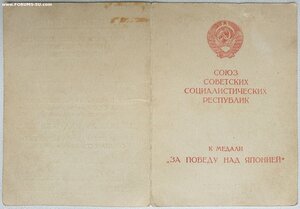 www.FORUMS-SU.com
СОЮЗ
СОВЕТСКИХ
СОЦИАЛИСТИЧЕСКИХ
РЕСПУБЛИК
К МЕДАЛИ
„ЗА ПОБЕДУ НАД ЯПОНИЕЙ"